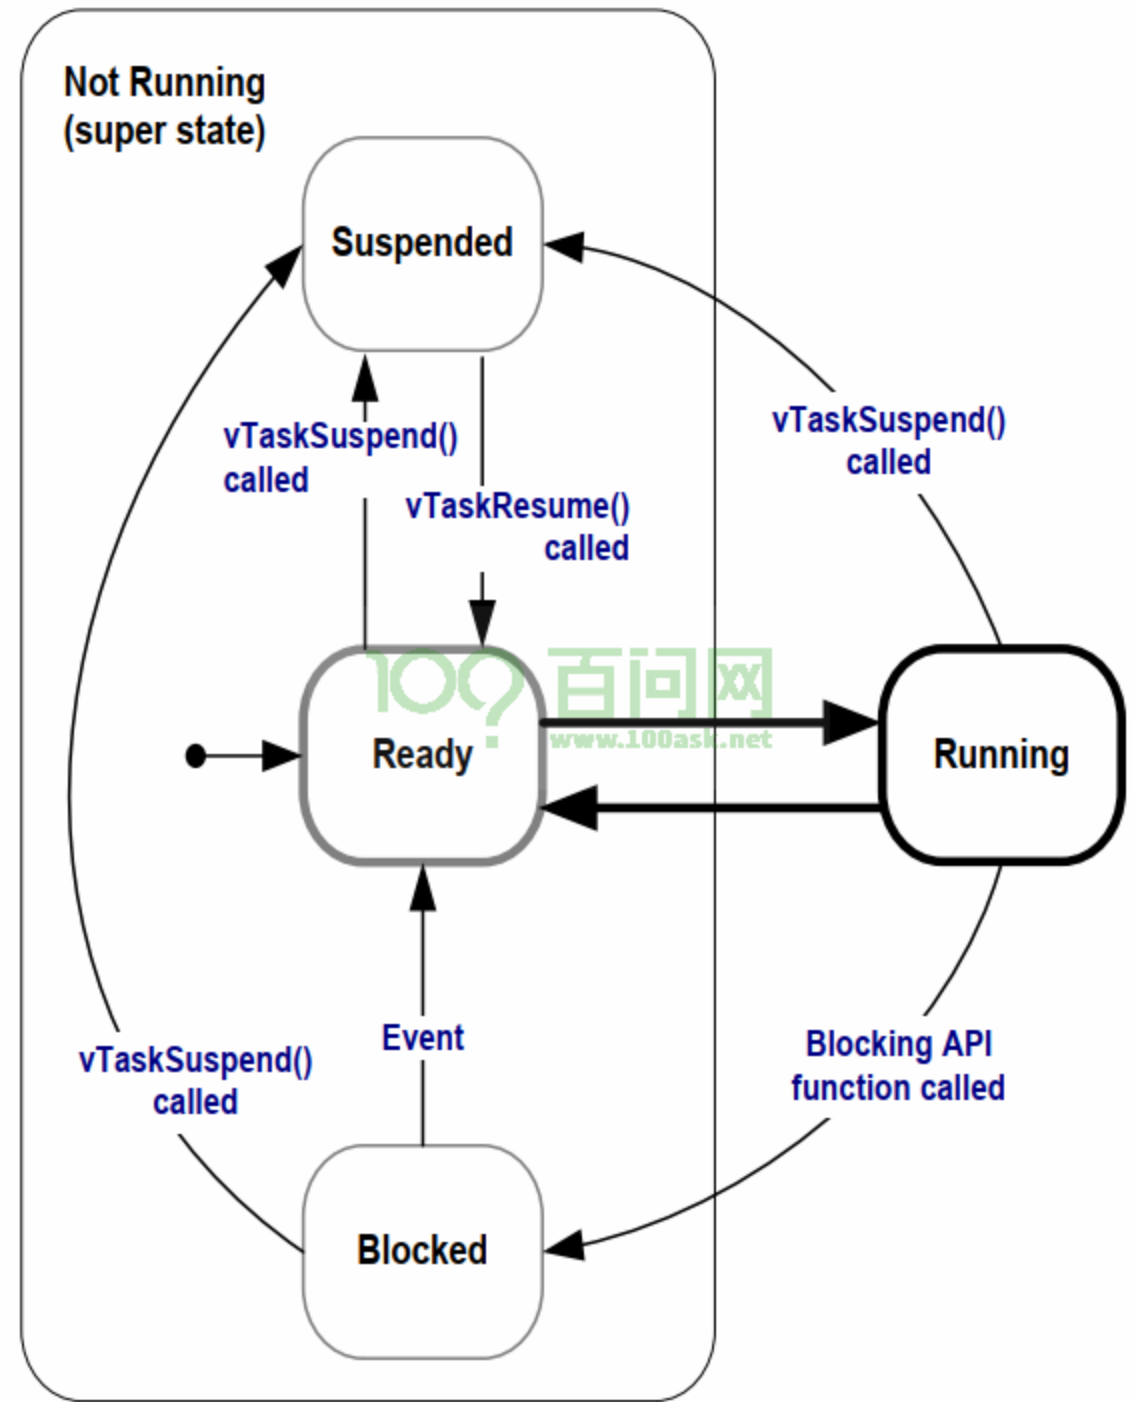 Not Running
(super state)
Suspended
vTaskSuspend()
called
vTaskSuspend()
called
vTaskResume()
called
100?百问网
www.100ask.net
Ready
Running
Event
Blocking API
function called
vTaskSuspend()
called
Blocked